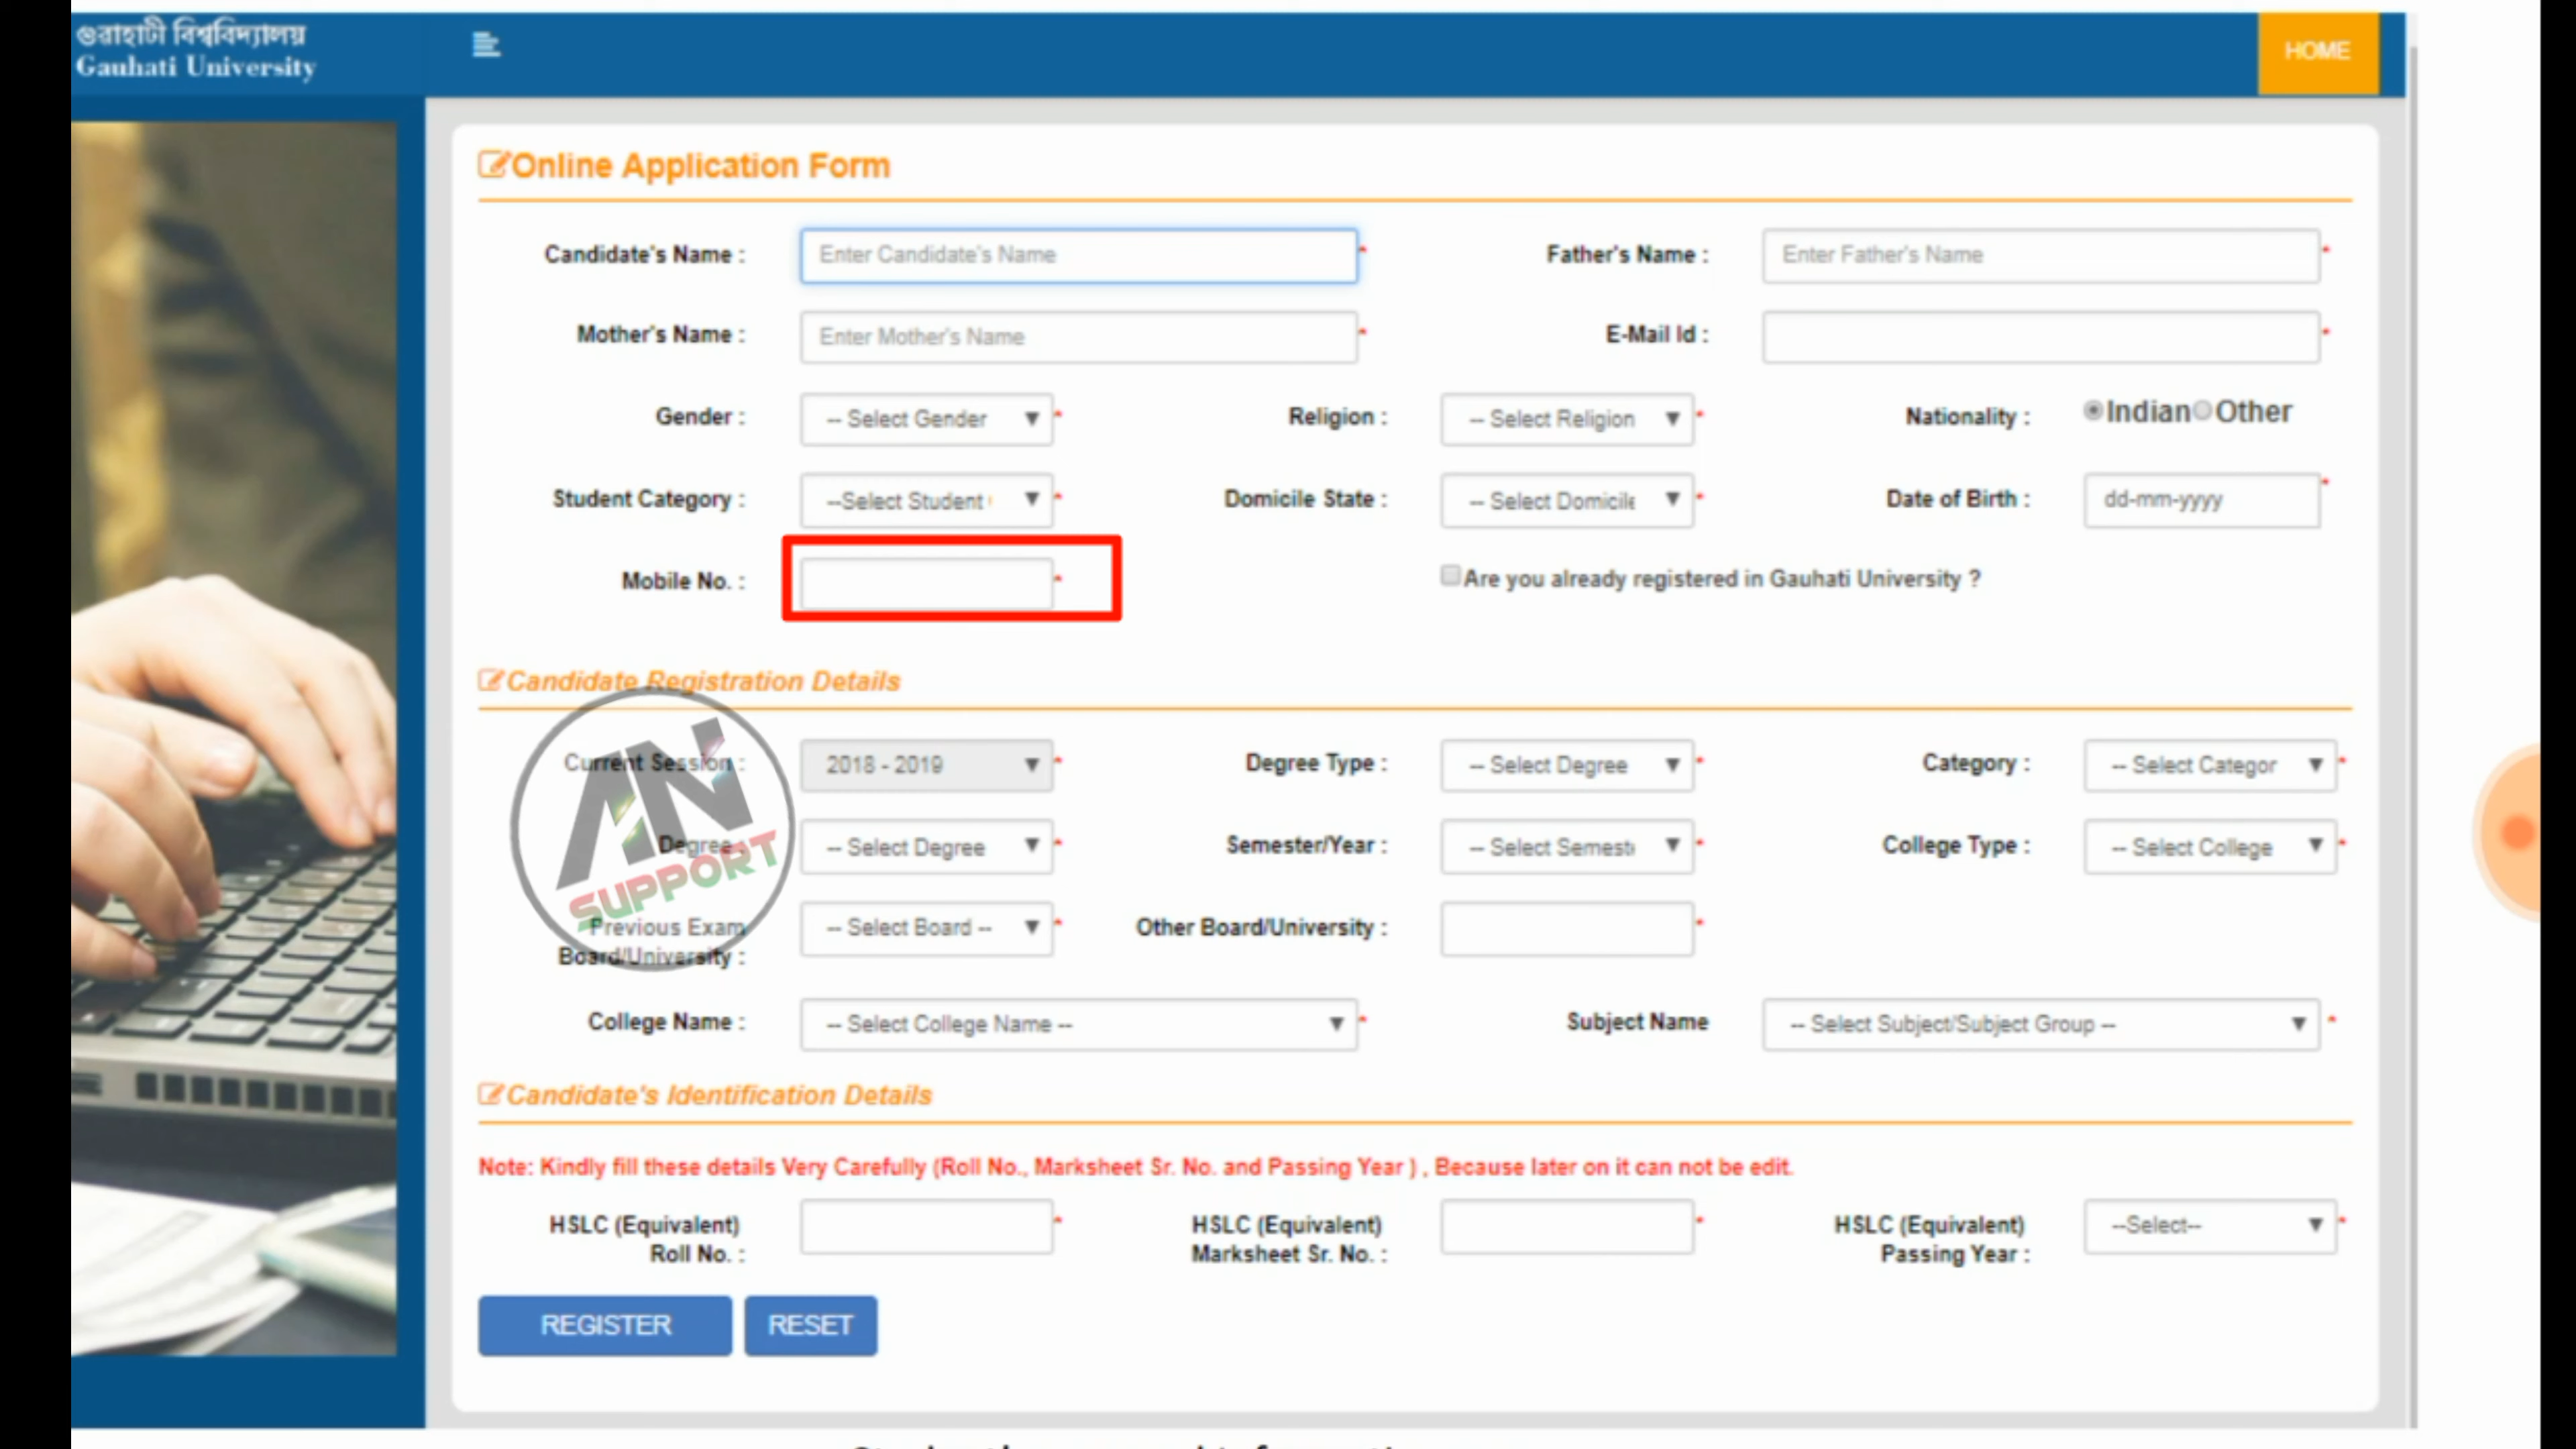 গুৱাহাটী বিশ্ববিদ্যালয়
Gauhati University
HOME
Online Application Form
Candidate's Name : Enter Candidate's Name * Father's Name : Enter Father's Name *
Mother's Name : Enter Mother's Name * E-Mail Id : *
Gender : -- Select Gender * Religion : -- Select Religion * Nationality : Indian Other
Student Category : --Select Student * Domicile State : -- Select Domicile * Date of Birth : dd-mm-yyyy *
Mobile No. : * Are you already registered in Gauhati University ?
Candidate Registration Details
Current Session : 2018 - 2019 * Degree Type : -- Select Degree * Category : -- Select Categor *
Degree : -- Select Degree * Semester/Year : -- Select Semest * College Type : -- Select College *
AN
SUPPORT
Previous Exam Board/University : -- Select Board -- * Other Board/University : *
College Name : -- Select College Name -- * Subject Name -- Select Subject/Subject Group -- *
Candidate's Identification Details
Note: Kindly fill these details Very Carefully (Roll No., Marksheet Sr. No. and Passing Year ) , Because later on it can not be edit.
HSLC (Equivalent) Roll No. : * HSLC (Equivalent) Marksheet Sr. No. : * HSLC (Equivalent) Passing Year : --Select-- *
REGISTER RESET